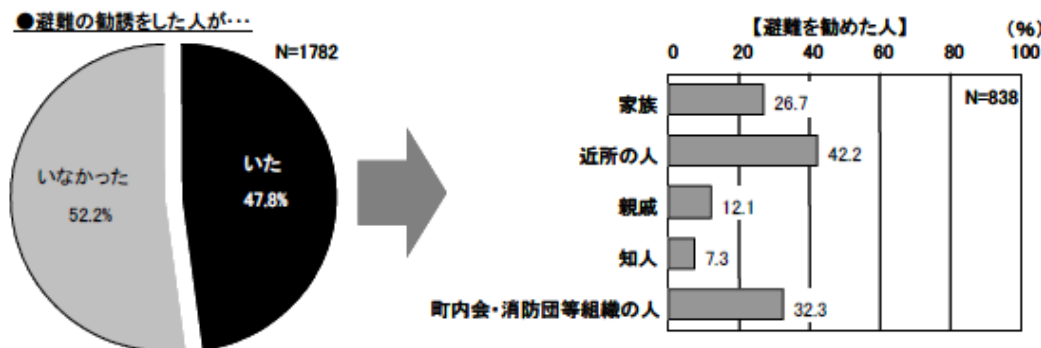 ●避難の勧誘をした人が・・・
N=1782
いた
47.8%
いなかった
52.2%
【避難を勧めた人】
(%)
0 20 40 60 80 100
N=838
家族 26.7
近所の人 42.2
親戚 12.1
知人 7.3
町内会・消防団等組織の人 32.3